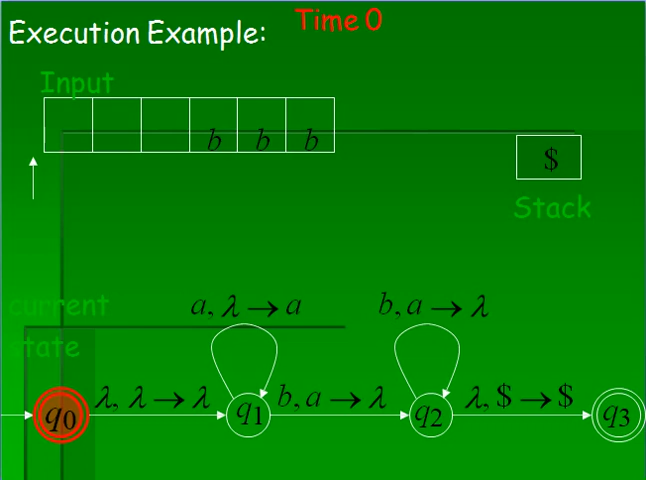 Execution Example:
Time 0
Input
b b b
$
Stack
current
state
a, λ → a
b, a → λ
q0
λ, λ → λ
q1
b, a → λ
q2
λ, $ → $
q3